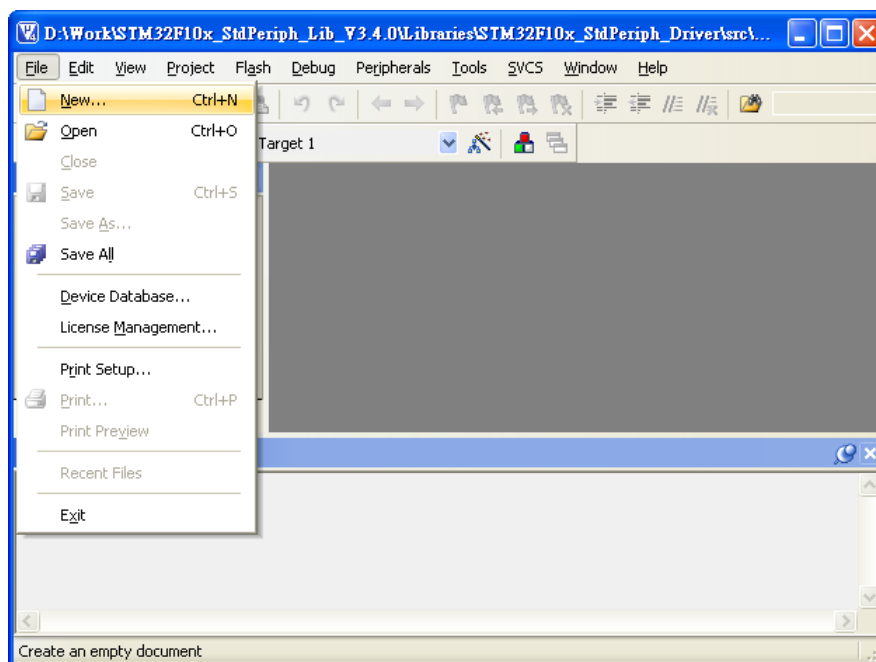 D:\Work\STM32F10x_StdPeriph_Lib_V3.4.0\Libraries\STM32F10x_StdPeriph_Driver\src\...
File Edit View Project Flash Debug Peripherals Tools SVCS Window Help
New... Ctrl+N
Open Ctrl+O
Target 1
Close
Save Ctrl+S
Save As...
Save All
Device Database...
License Management...
Print Setup...
Print... Ctrl+P
Print Preview
Recent Files
Exit
Create an empty document